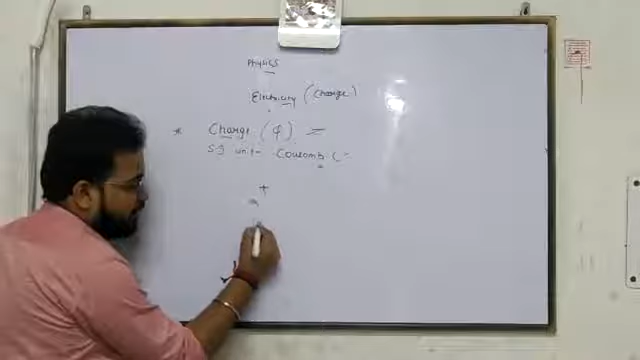 Physics
Electricity (Charge)
* Charge (q) =
S.I unit - Coulomb C
+